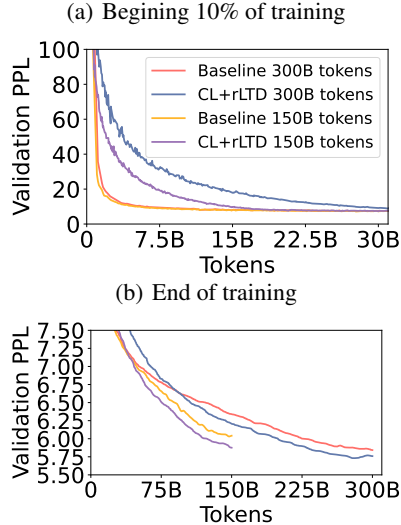 (a) Begining 10% of training
Validation PPL
100
80
60
40
20
0
Baseline 300B tokens
CL+rLTD 300B tokens
Baseline 150B tokens
CL+rLTD 150B tokens
0 7.5B 15B 22.5B 30B
Tokens
(b) End of training
Validation PPL
7.50
7.25
7.00
6.75
6.50
6.25
6.00
5.75
5.50
0 75B 150B 225B 300B
Tokens